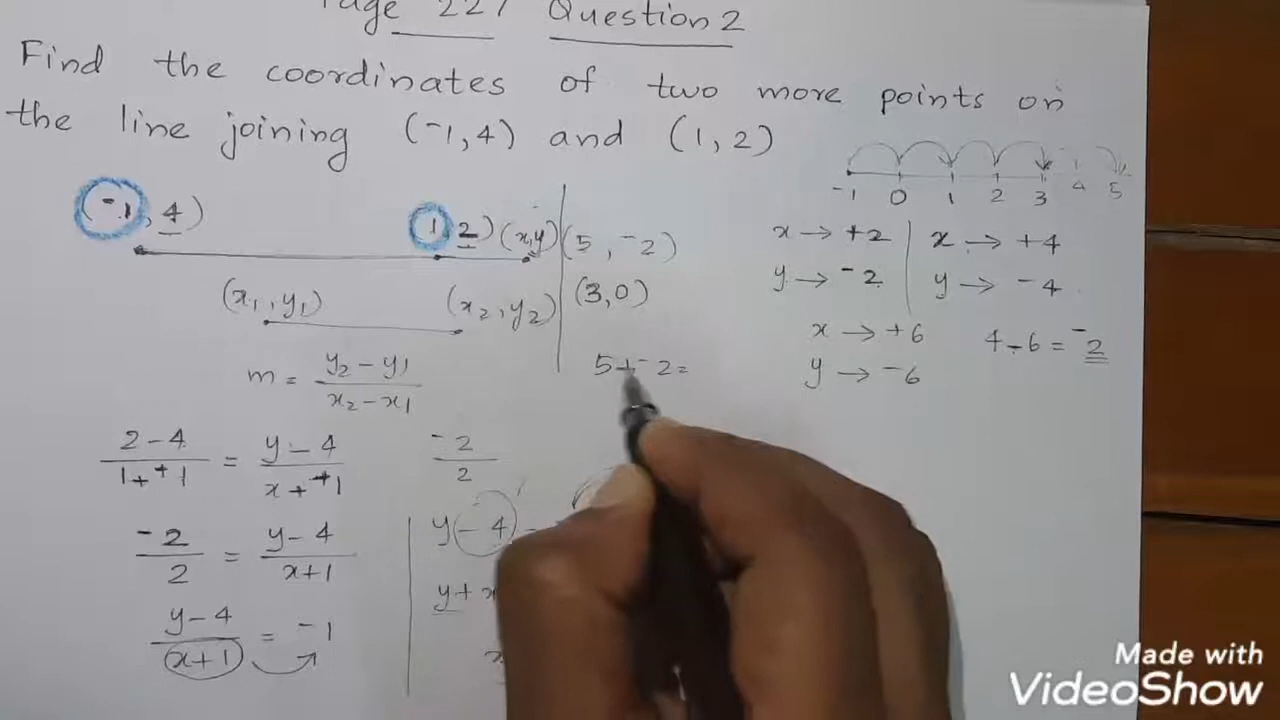 Page 227 Question 2
Find the coordinates of two more points on
the line joining (-1, 4) and (1, 2)
-1 0 1 2 3 4 5
(-1, 4)
1, 2) (x,y)
(5, -2)
(x1, y1) (x2, y2)
(3,0)
m = y2 - y1 / x2 - x1
5 + -2 =
x → +2
y → -2
x → +4
y → -4
x → +6
y → -6
4 - 6 = -2
2 - 4 / 1 + +1 = y - 4 / x + +1
-2 / 2 = y - 4 / x+1
y - 4 / x+1 = -1
-2 / 2
y - 4
y +
Made with
VideoShow